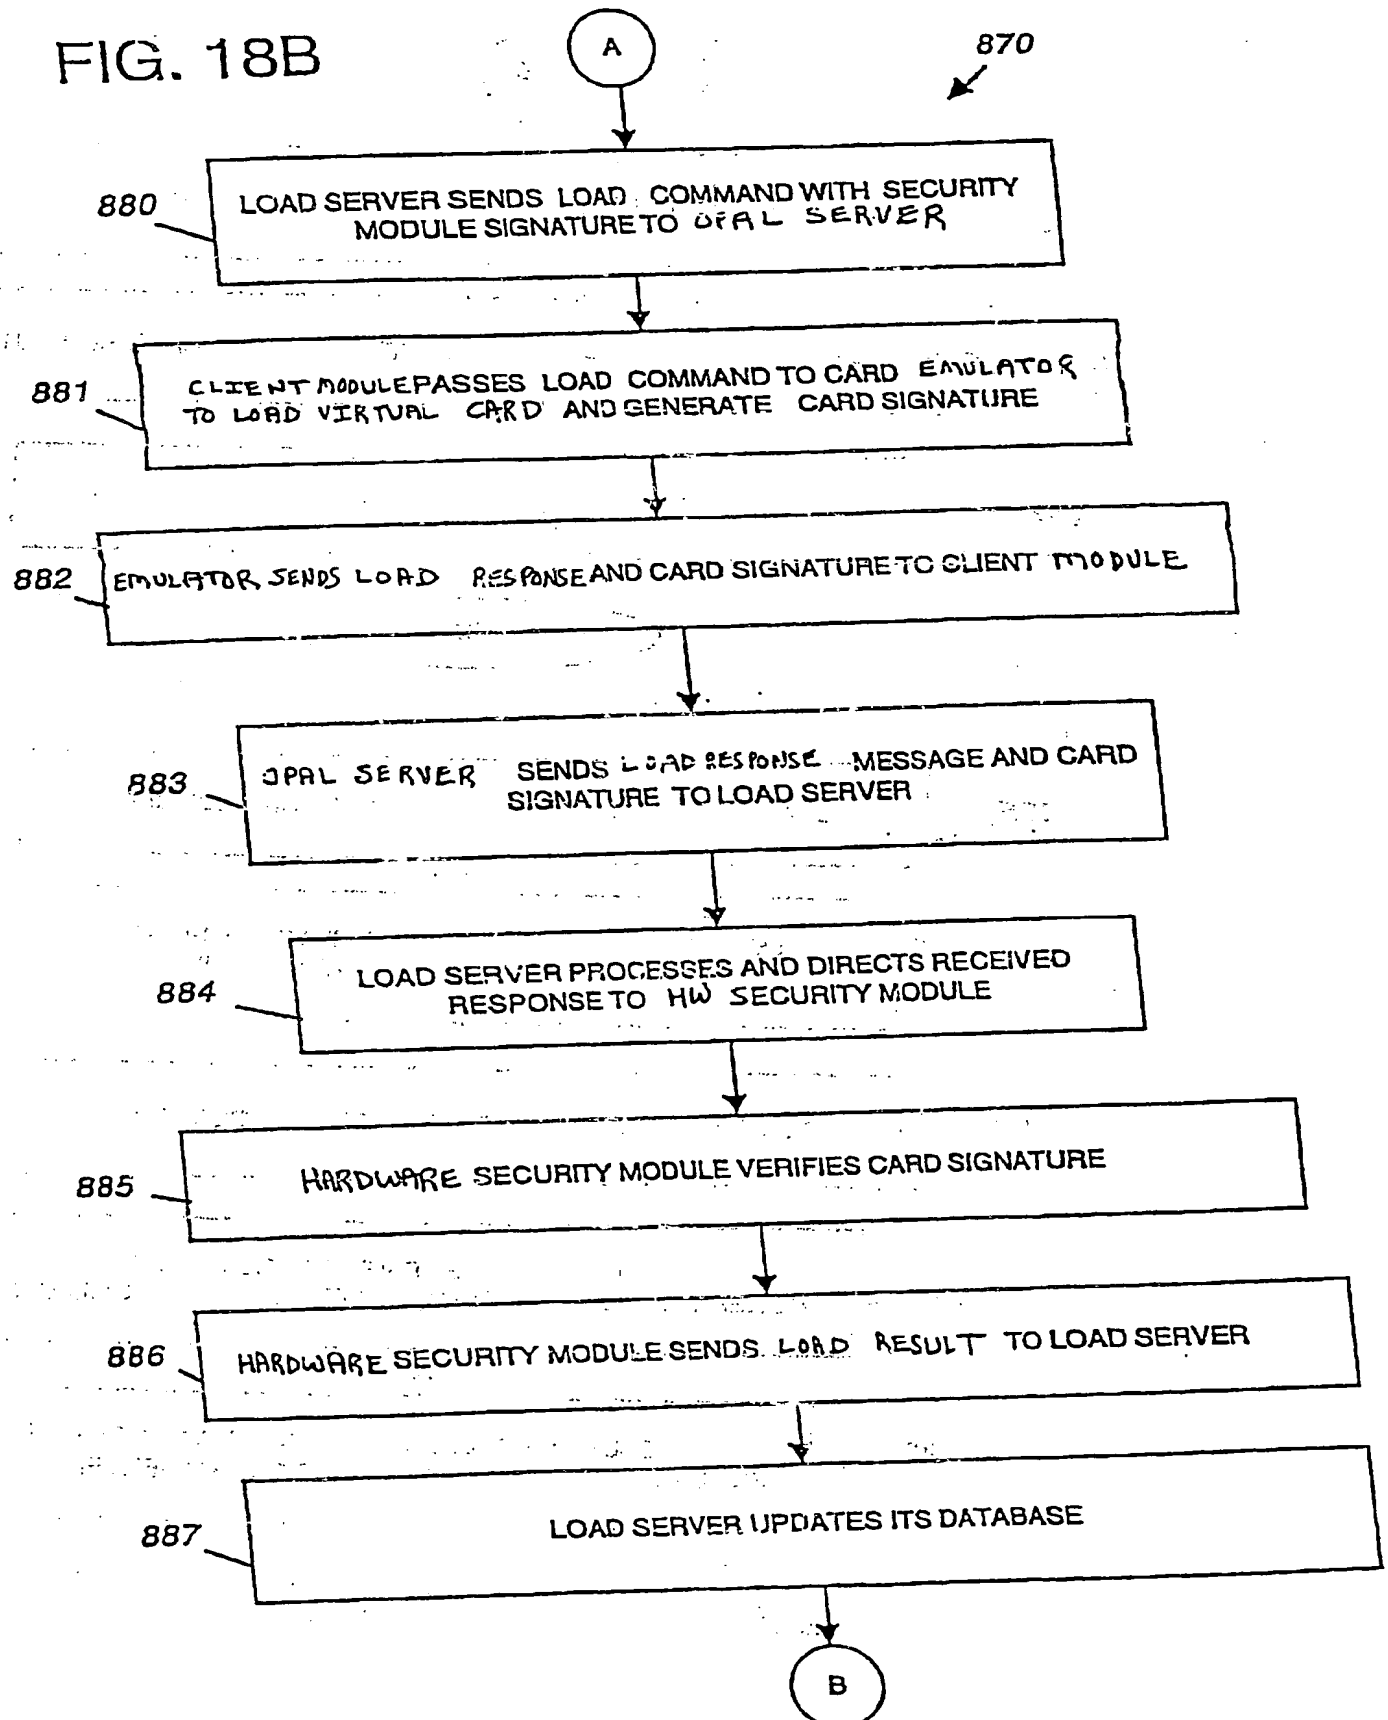 FIG. 18B
A
870
880
LOAD SERVER SENDS LOAD COMMAND WITH SECURITY
MODULE SIGNATURE TO OPAL SERVER
881
CLIENT MODULE PASSES LOAD COMMAND TO CARD EMULATOR
TO LOAD VIRTUAL CARD AND GENERATE CARD SIGNATURE
882
EMULATOR SENDS LOAD RESPONSE AND CARD SIGNATURE TO CLIENT MODULE
883
OPAL SERVER SENDS LOAD RESPONSE MESSAGE AND CARD
SIGNATURE TO LOAD SERVER
884
LOAD SERVER PROCESSES AND DIRECTS RECEIVED
RESPONSE TO HW SECURITY MODULE
885
HARDWARE SECURITY MODULE VERIFIES CARD SIGNATURE
886
HARDWARE SECURITY MODULE SENDS LOAD RESULT TO LOAD SERVER
887
LOAD SERVER UPDATES ITS DATABASE
B